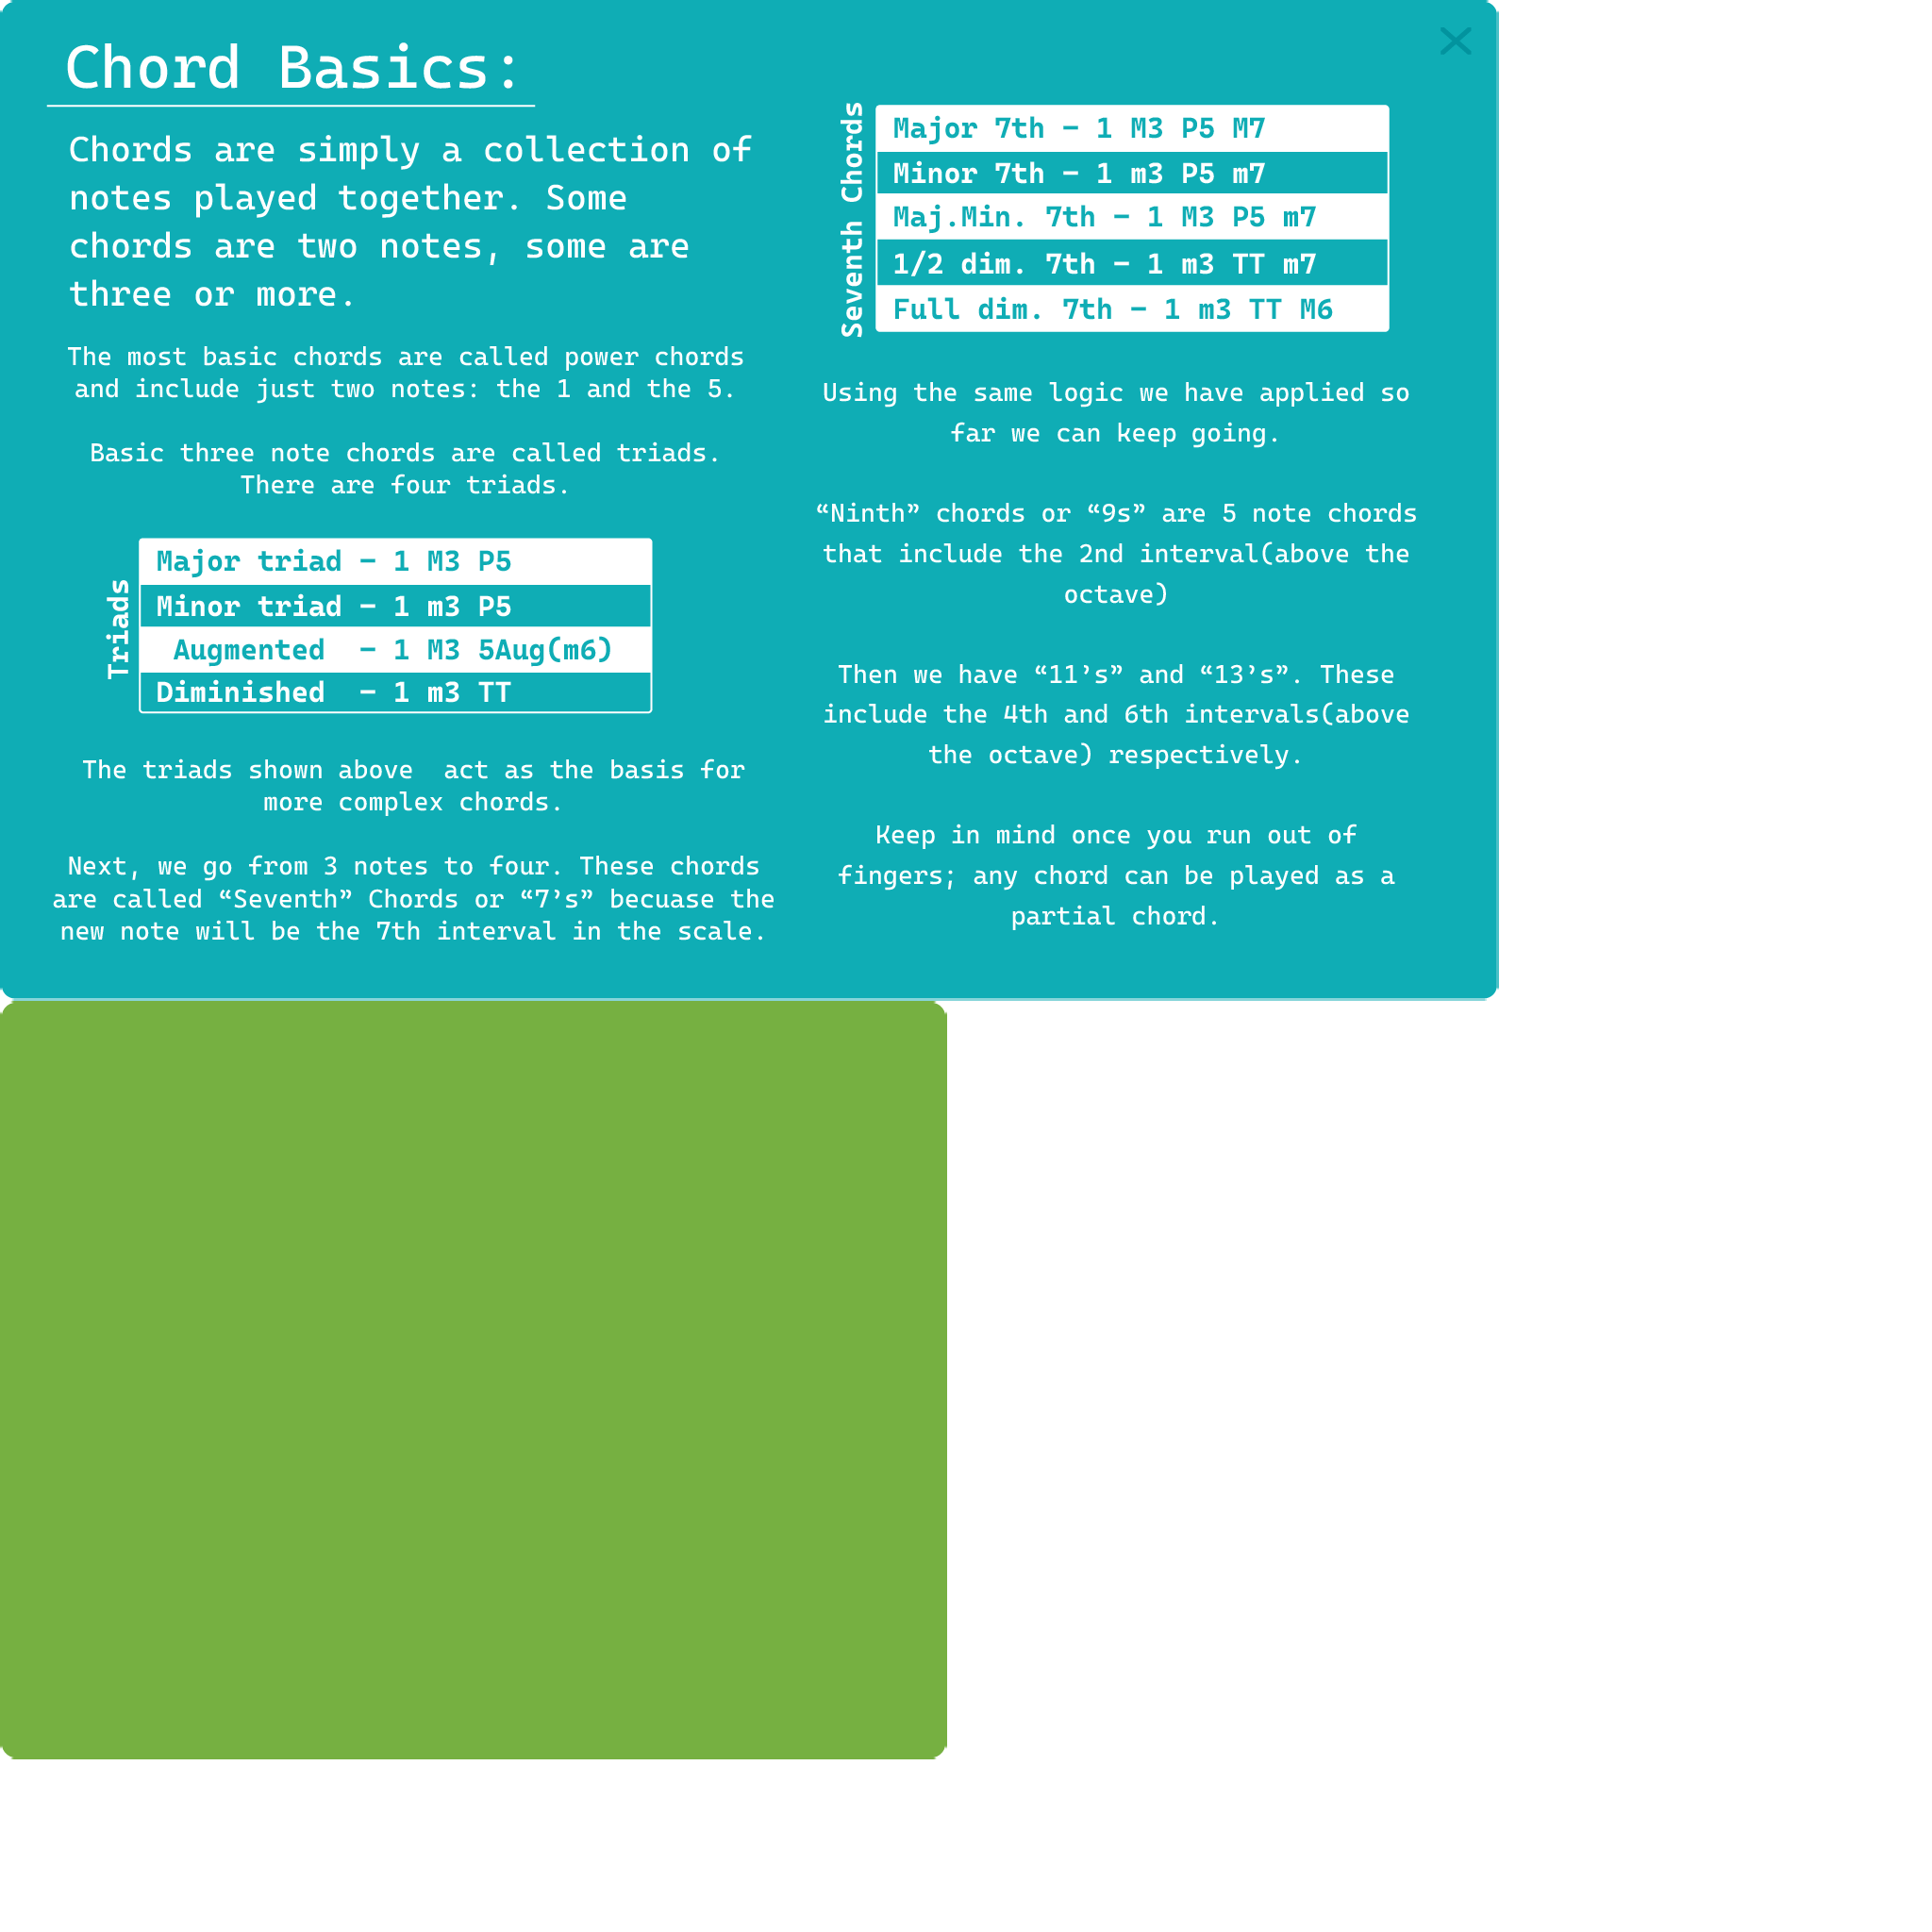 Chord Basics:
Chords are simply a collection of
notes played together. Some
chords are two notes, some are
three or more.
The most basic chords are called power chords
and include just two notes: the 1 and the 5.
Basic three note chords are called triads.
There are four triads.
Triads
Major triad – 1 M3 P5
Minor triad – 1 m3 P5
Augmented  – 1 M3 5Aug(m6)
Diminished  – 1 m3 TT
The triads shown above  act as the basis for
more complex chords.
Next, we go from 3 notes to four. These chords
are called “Seventh” Chords or “7’s” becuase the
new note will be the 7th interval in the scale.
Seventh Chords
Major 7th – 1 M3 P5 M7
Minor 7th – 1 m3 P5 m7
Maj.Min. 7th – 1 M3 P5 m7
1/2 dim. 7th – 1 m3 TT m7
Full dim. 7th – 1 m3 TT M6
Using the same logic we have applied so
far we can keep going.
“Ninth” chords or “9s” are 5 note chords
that include the 2nd interval(above the
octave)
Then we have “11’s” and “13’s”. These
include the 4th and 6th intervals(above
the octave) respectively.
Keep in mind once you run out of
fingers; any chord can be played as a
partial chord.